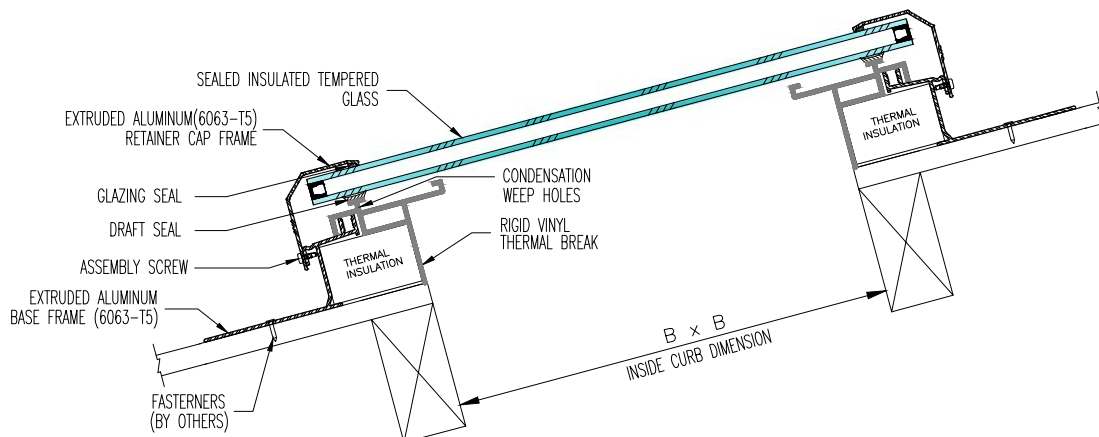 SEALED INSULATED TEMPERED
GLASS
EXTRUDED ALUMINUM(6063-T5)
RETAINER CAP FRAME
GLAZING SEAL
DRAFT SEAL
ASSEMBLY SCREW
EXTRUDED ALUMINUM
BASE FRAME (6063-T5)
FASTERNERS
(BY OTHERS)
CONDENSATION
WEEP HOLES
RIGID VINYL
THERMAL BREAK
THERMAL
INSULATION
THERMAL
INSULATION
B x B
INSIDE CURB DIMENSION